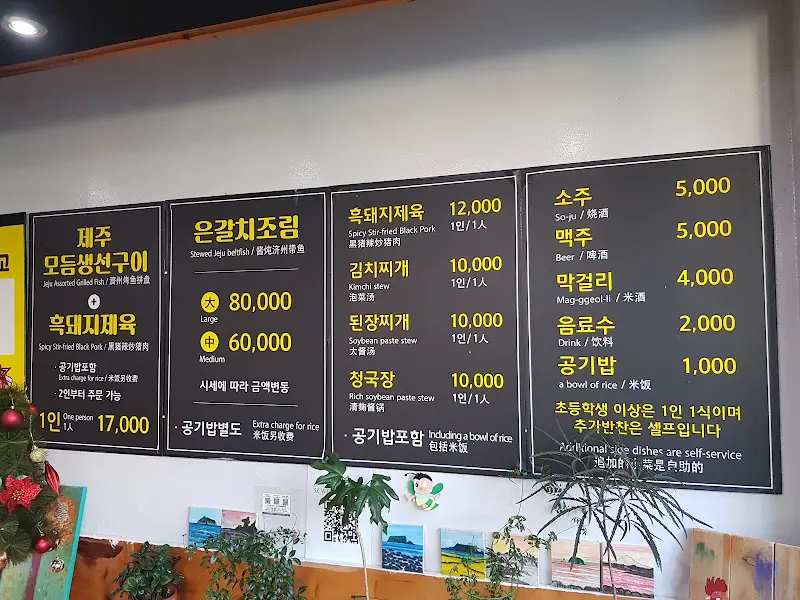 교
제주
모듬생선구이
Jeju Assorted Grilled Fish / 濟州烤鱼拼盘
+
흑돼지제육
Spicy Stir-fried Black Pork / 黑猪辣炒猪肉
· 공기밥포함
Extra charge for rice / 米饭另收费
· 2인부터 주문 가능
1인 One person 17,000
1人
은갈치조림
Stewed Jeju beltfish / 酱炖济州带鱼
大 80,000
Large
中 60,000
Medium
시세에 따라 금액변동
· 공기밥별도 Extra charge for rice
米饭另收费
흑돼지제육 12,000
Spicy Stir-fried Black Pork 1인/1人
黑猪辣炒猪肉
김치찌개 10,000
Kimchi stew 1인/1人
泡菜汤
된장찌개 10,000
Soybean paste stew 1인/1人
大酱汤
청국장 10,000
Rich soybean paste stew 1인/1人
清麴酱锅
· 공기밥포함 Including a bowl of rice
包括米饭
소주 5,000
So-ju / 烧酒
맥주 5,000
Beer / 啤酒
막걸리 4,000
Mag-ggeol-li / 米酒
음료수 2,000
Drink / 饮料
공기밥 1,000
a bowl of rice / 米饭
초등학생 이상은 1인 1식이며
추가반찬은 셀프입니다
Additional side dishes are self-service
追加的 菜是自助的